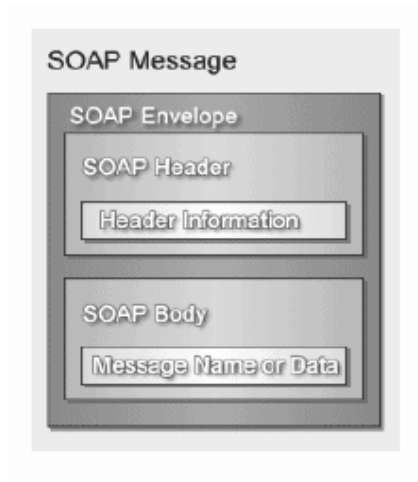 SOAP Message
SOAP Envelope
SOAP Header
Header Information
SOAP Body
Message Name or Data